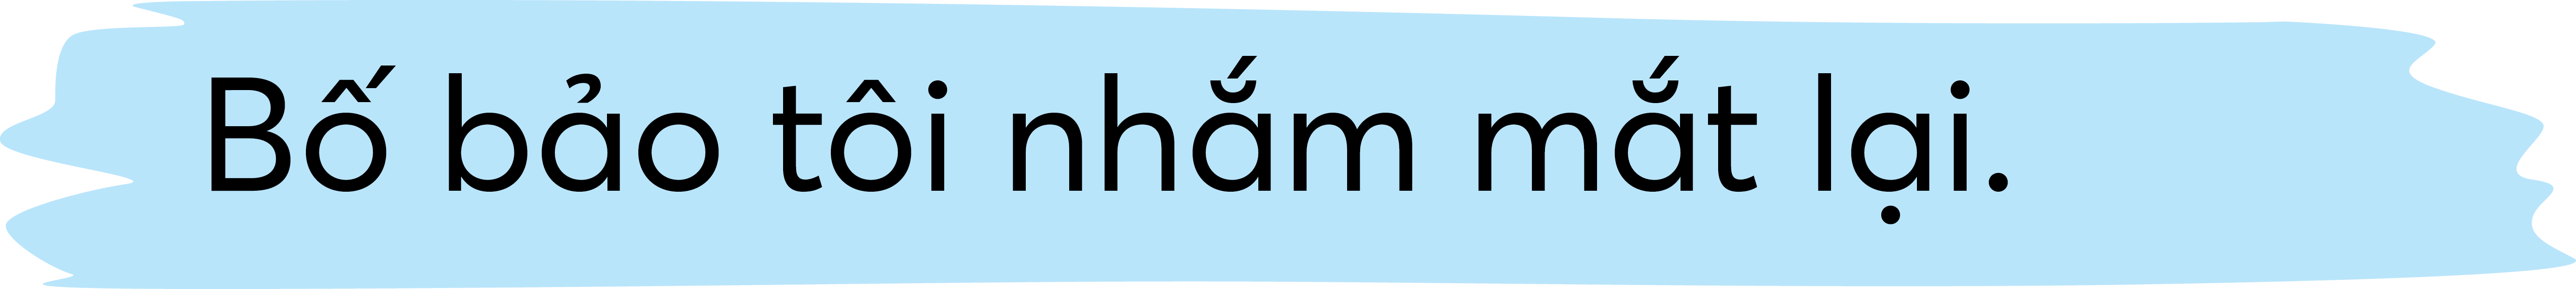 Bố bảo tôi nhắm mắt lại.